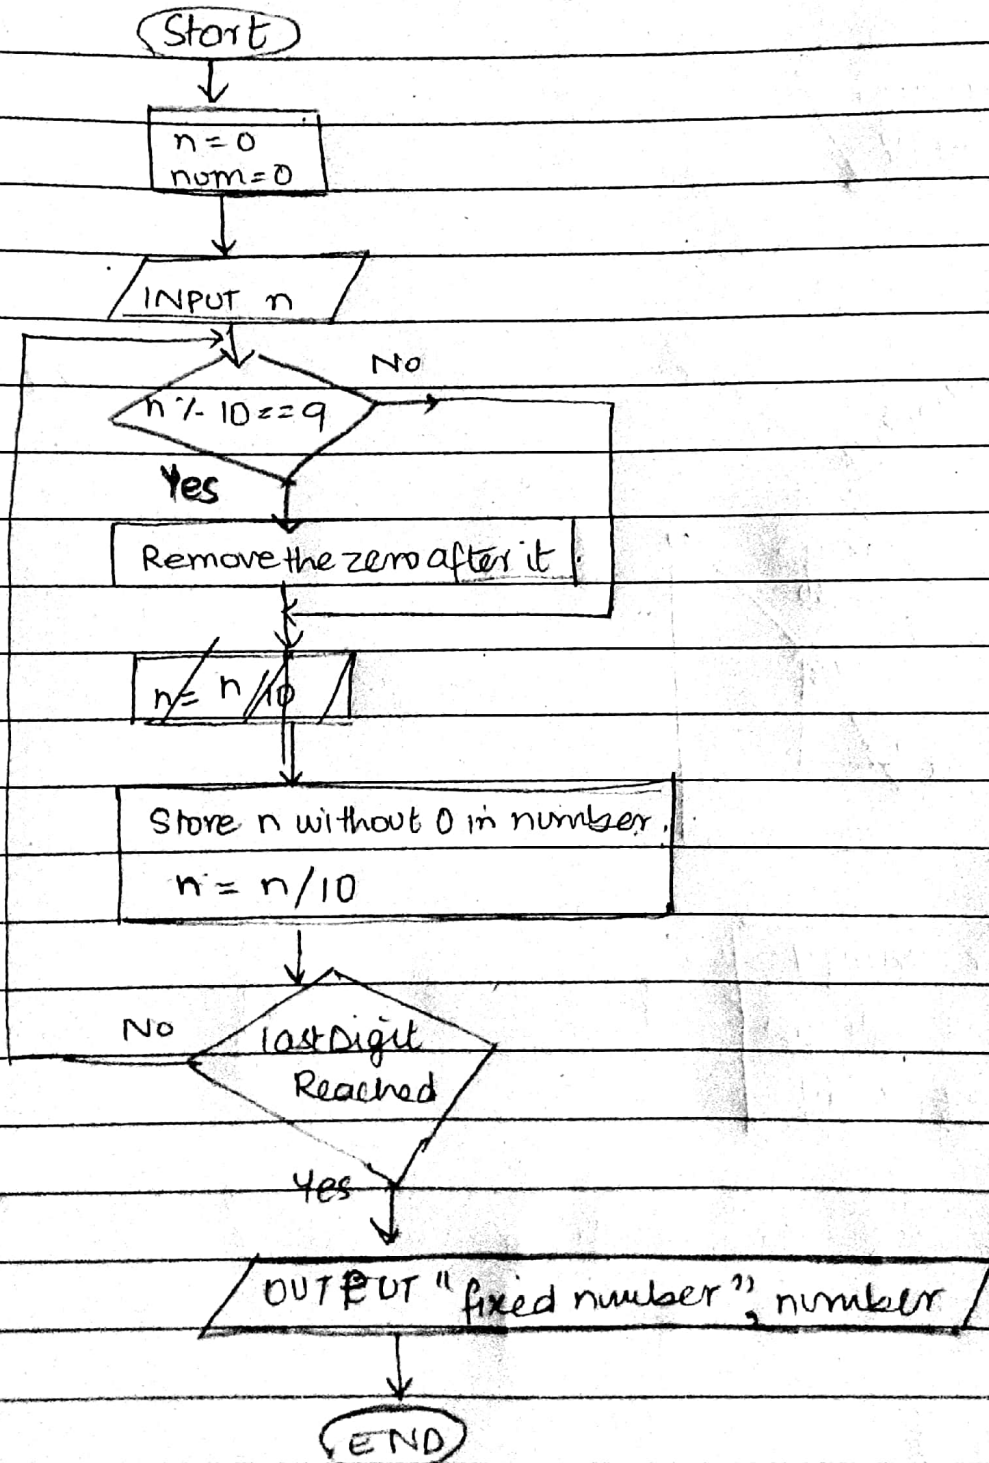 Start
n=0
num=0
INPUT n
No
n % 10==9
Yes
Remove the zero after it
n= n/10
Store n without 0 in number.
n = n/10
No
last Digit
Reached
Yes
OUTPUT "fixed number", number
END